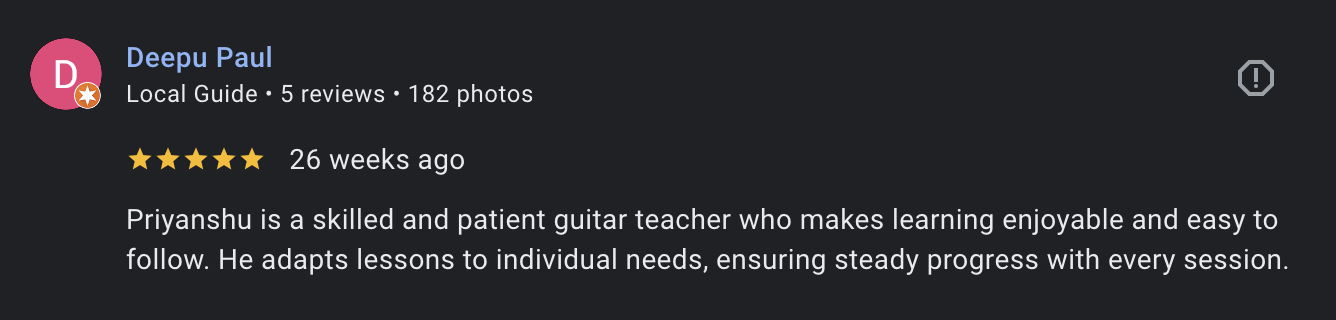 D
Deepu Paul
Local Guide • 5 reviews • 182 photos
26 weeks ago
Priyanshu is a skilled and patient guitar teacher who makes learning enjoyable and easy to
follow. He adapts lessons to individual needs, ensuring steady progress with every session.